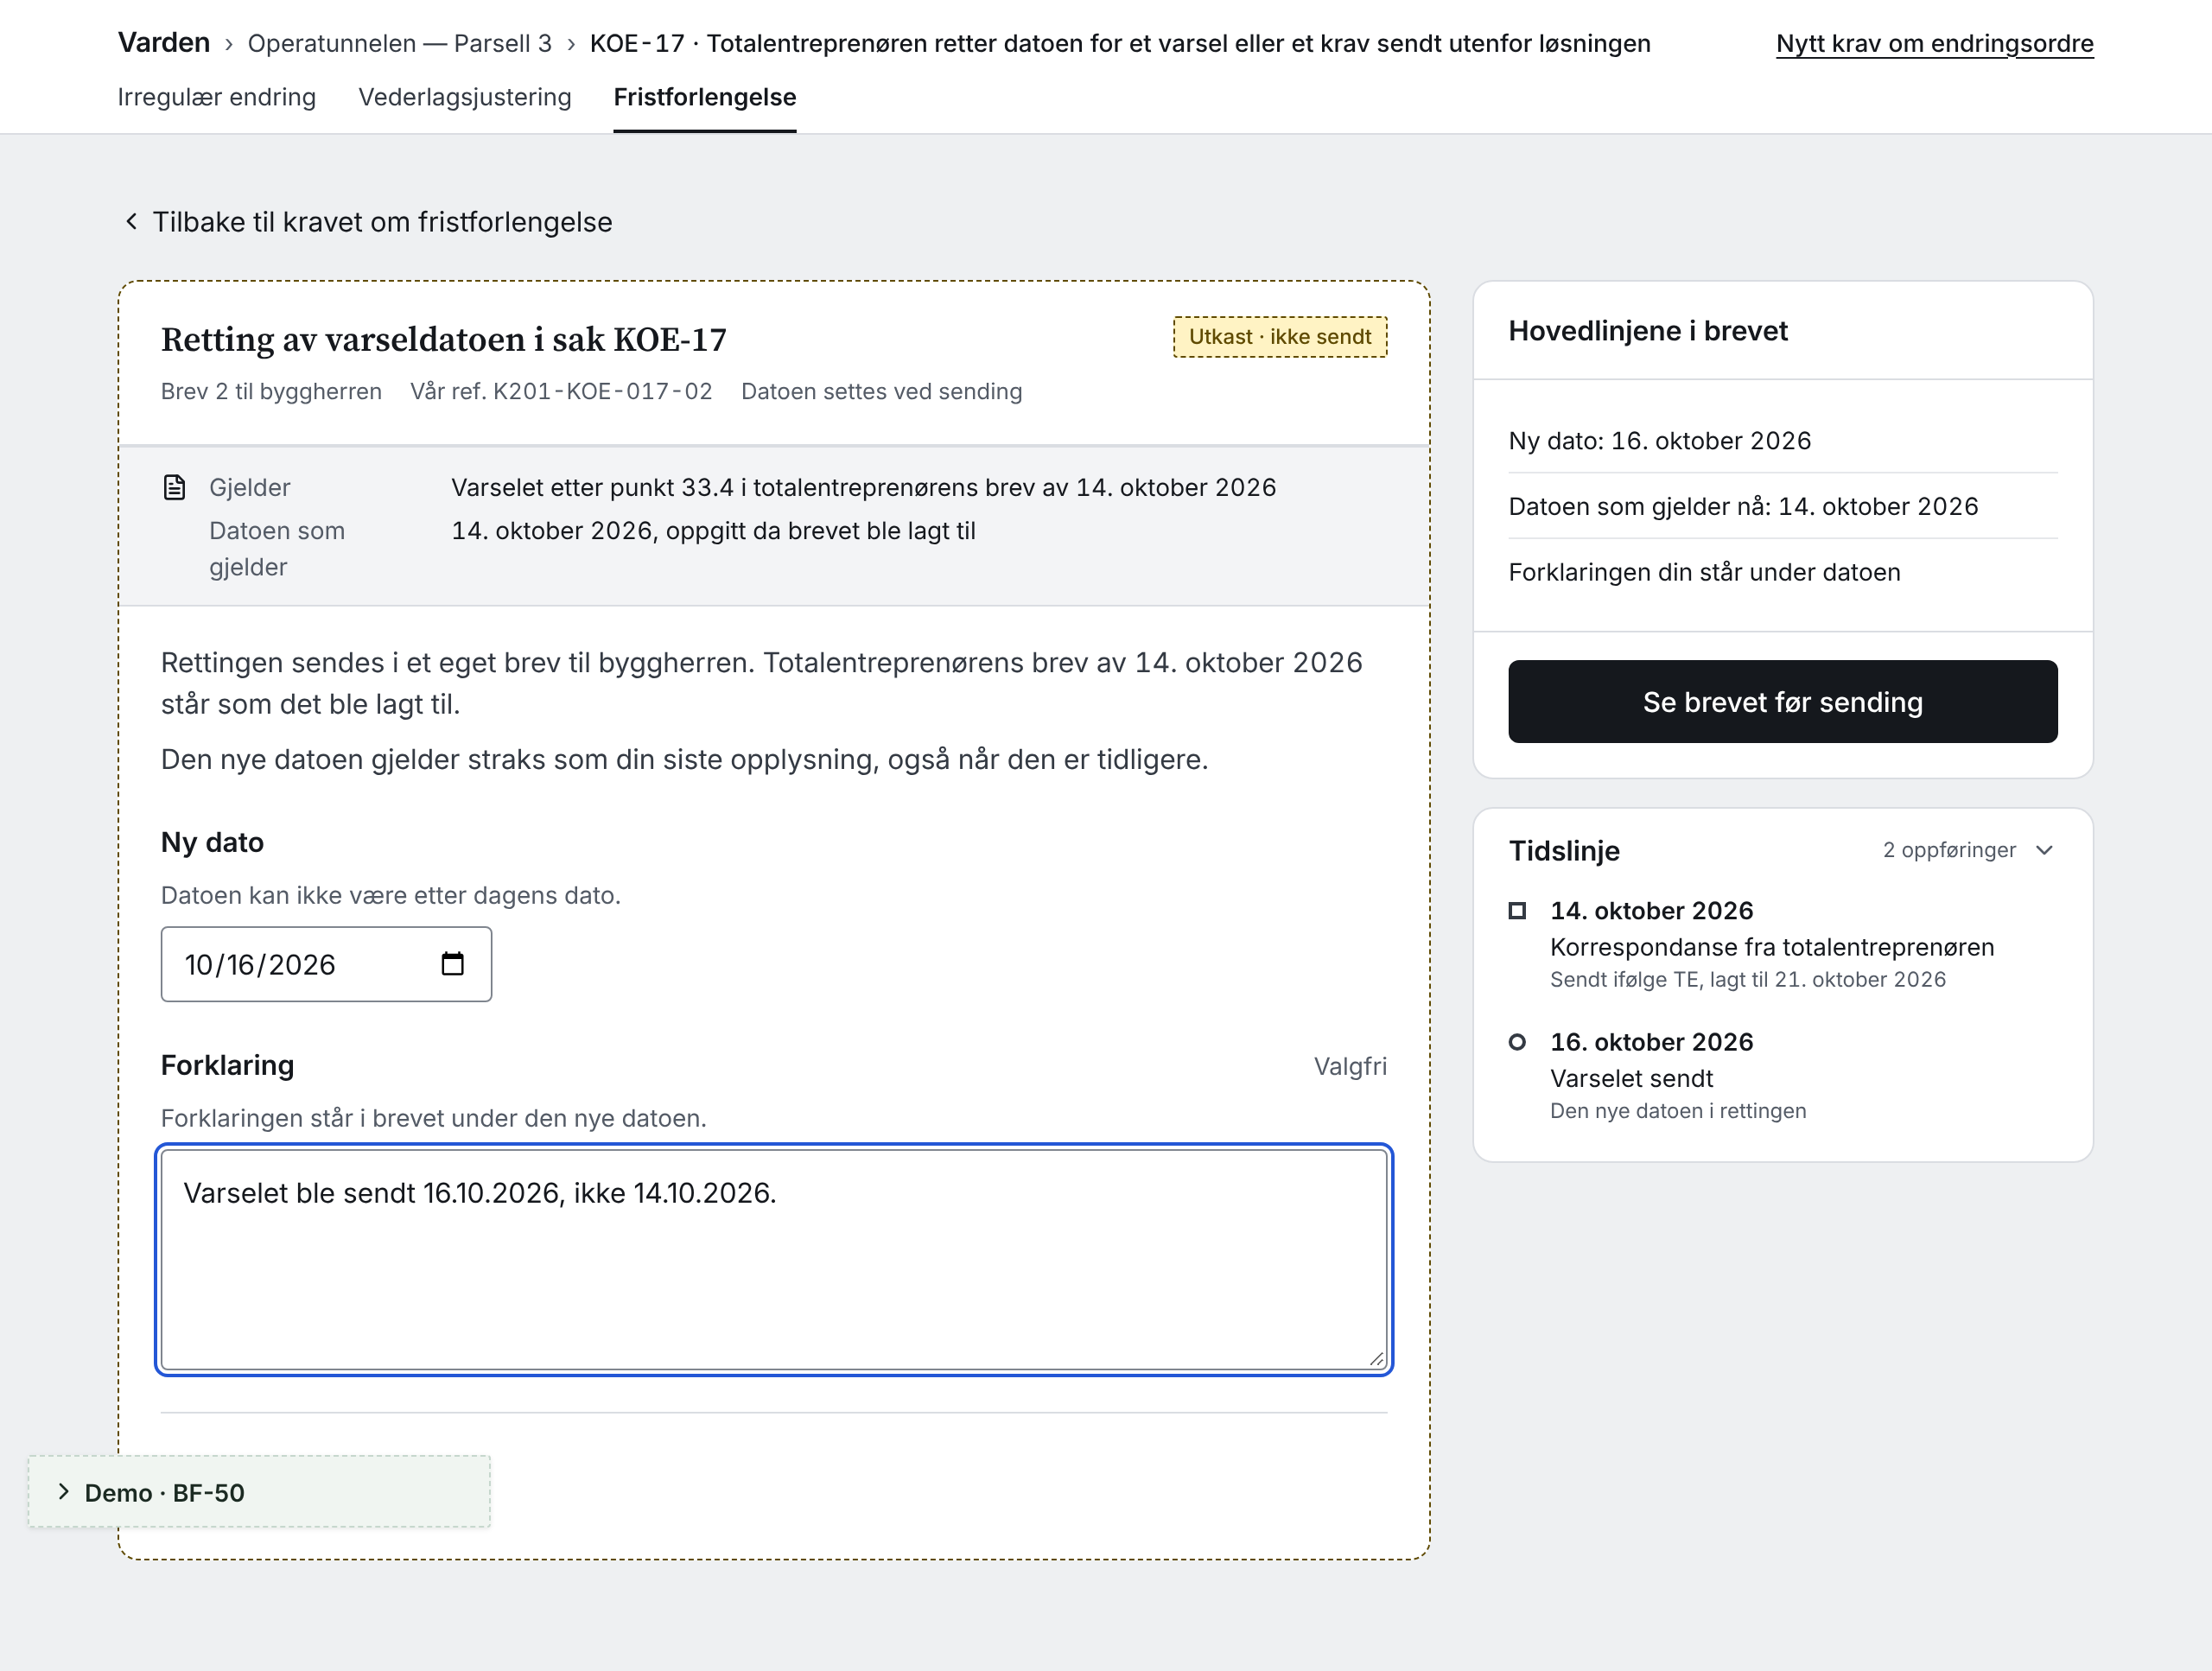 Varden › Operatunnelen — Parsell 3 › KOE-17 · Totalentreprenøren retter datoen for et varsel eller et krav sendt utenfor løsningen
Nytt krav om endringsordre
Irregulær endring Vederlagsjustering Fristforlengelse
Tilbake til kravet om fristforlengelse
Retting av varseldatoen i sak KOE-17
Utkast · ikke sendt
Brev 2 til byggherren Vår ref. K201-KOE-017-02 Datoen settes ved sending
Gjelder Varselet etter punkt 33.4 i totalentreprenørens brev av 14. oktober 2026
Datoen som 14. oktober 2026, oppgitt da brevet ble lagt til
gjelder
Rettingen sendes i et eget brev til byggherren. Totalentreprenørens brev av 14. oktober 2026
står som det ble lagt til.
Den nye datoen gjelder straks som din siste opplysning, også når den er tidligere.
Ny dato
Datoen kan ikke være etter dagens dato.
10/16/2026
Forklaring Valgfri
Forklaringen står i brevet under den nye datoen.
Varselet ble sendt 16.10.2026, ikke 14.10.2026.
Demo · BF-50
Hovedlinjene i brevet
Ny dato: 16. oktober 2026
Datoen som gjelder nå: 14. oktober 2026
Forklaringen din står under datoen
Se brevet før sending
Tidslinje 2 oppføringer
14. oktober 2026
Korrespondanse fra totalentreprenøren
Sendt ifølge TE, lagt til 21. oktober 2026
16. oktober 2026
Varselet sendt
Den nye datoen i rettingen